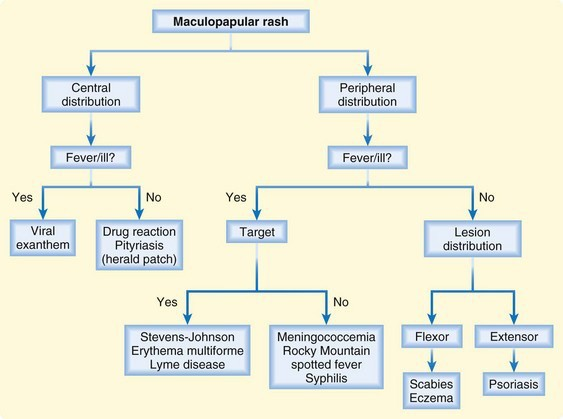 Maculopapular rash
Central
distribution
Peripheral
distribution
Fever/ill?
Fever/ill?
Yes
No
Yes
No
Viral
exanthem
Drug reaction
Pityriasis
(herald patch)
Target
Lesion
distribution
Yes
No
Stevens-Johnson
Erythema multiforme
Lyme disease
Meningococcemia
Rocky Mountain
spotted fever
Syphilis
Flexor
Extensor
Scabies
Eczema
Psoriasis